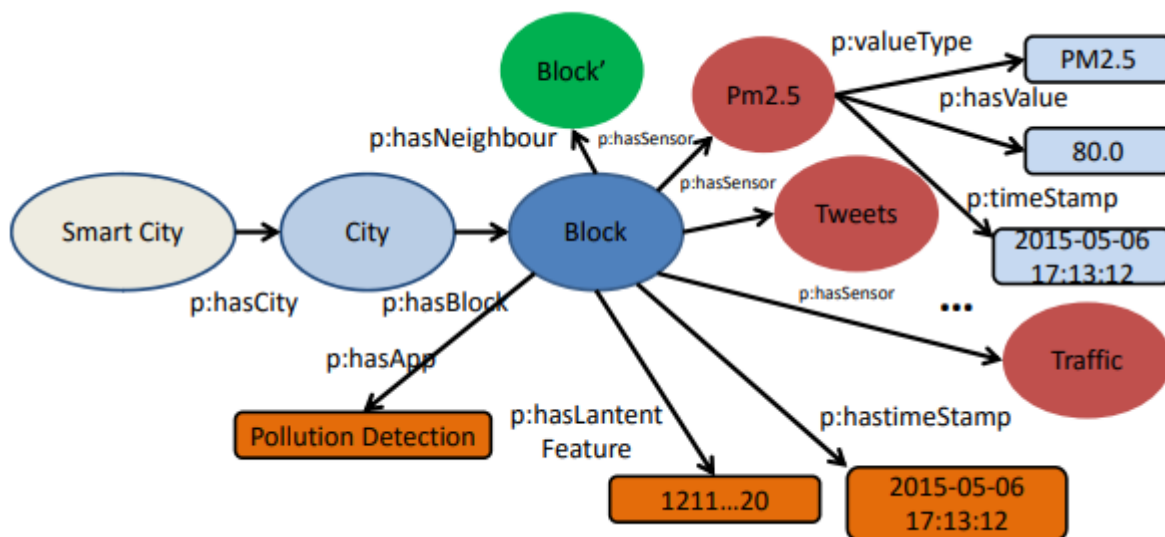 p:valueType
PM2.5
Block'
Pm2.5
p:hasValue
p:hasNeighbour
p:hasSensor
80.0
p:hasSensor
p:timeStamp
Smart City
City
Block
Tweets
2015-05-06
17:13:12
p:hasCity
p:hasBlock
p:hasSensor
...
p:hasApp
Traffic
Pollution Detection
p:hasLantent
Feature
p:hastimeStamp
1211...20
2015-05-06
17:13:12